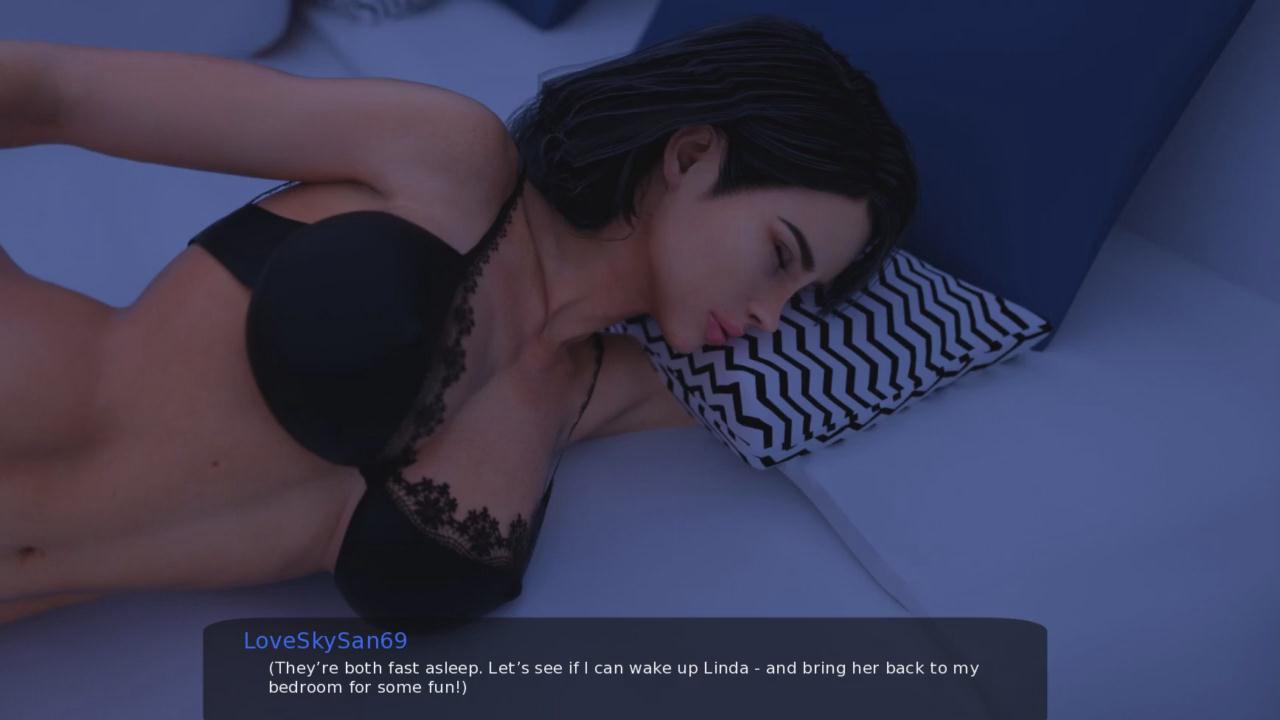 LoveSkySan69
(They’re both fast asleep. Let’s see if I can wake up Linda - and bring her back to my
bedroom for some fun!)